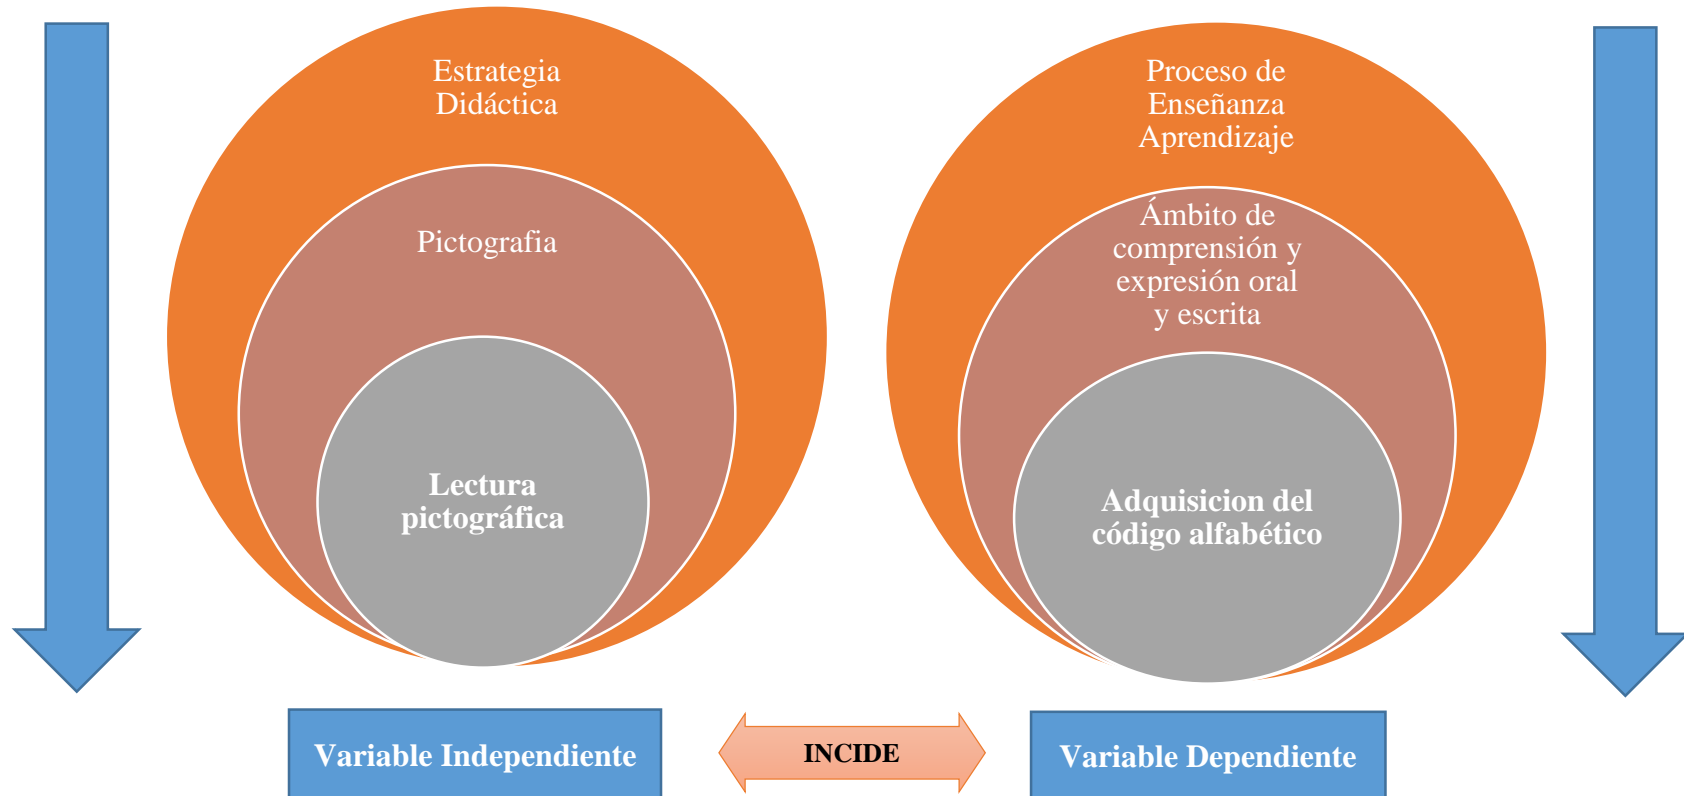 Estrategia
Didáctica
Pictografia
Lectura
pictográfica
Proceso de
Enseñanza
Aprendizaje
Ámbito de
comprensión y
expresión oral
y escrita
Adquisicion del
código alfabético
Variable Independiente
INCIDE
Variable Dependiente